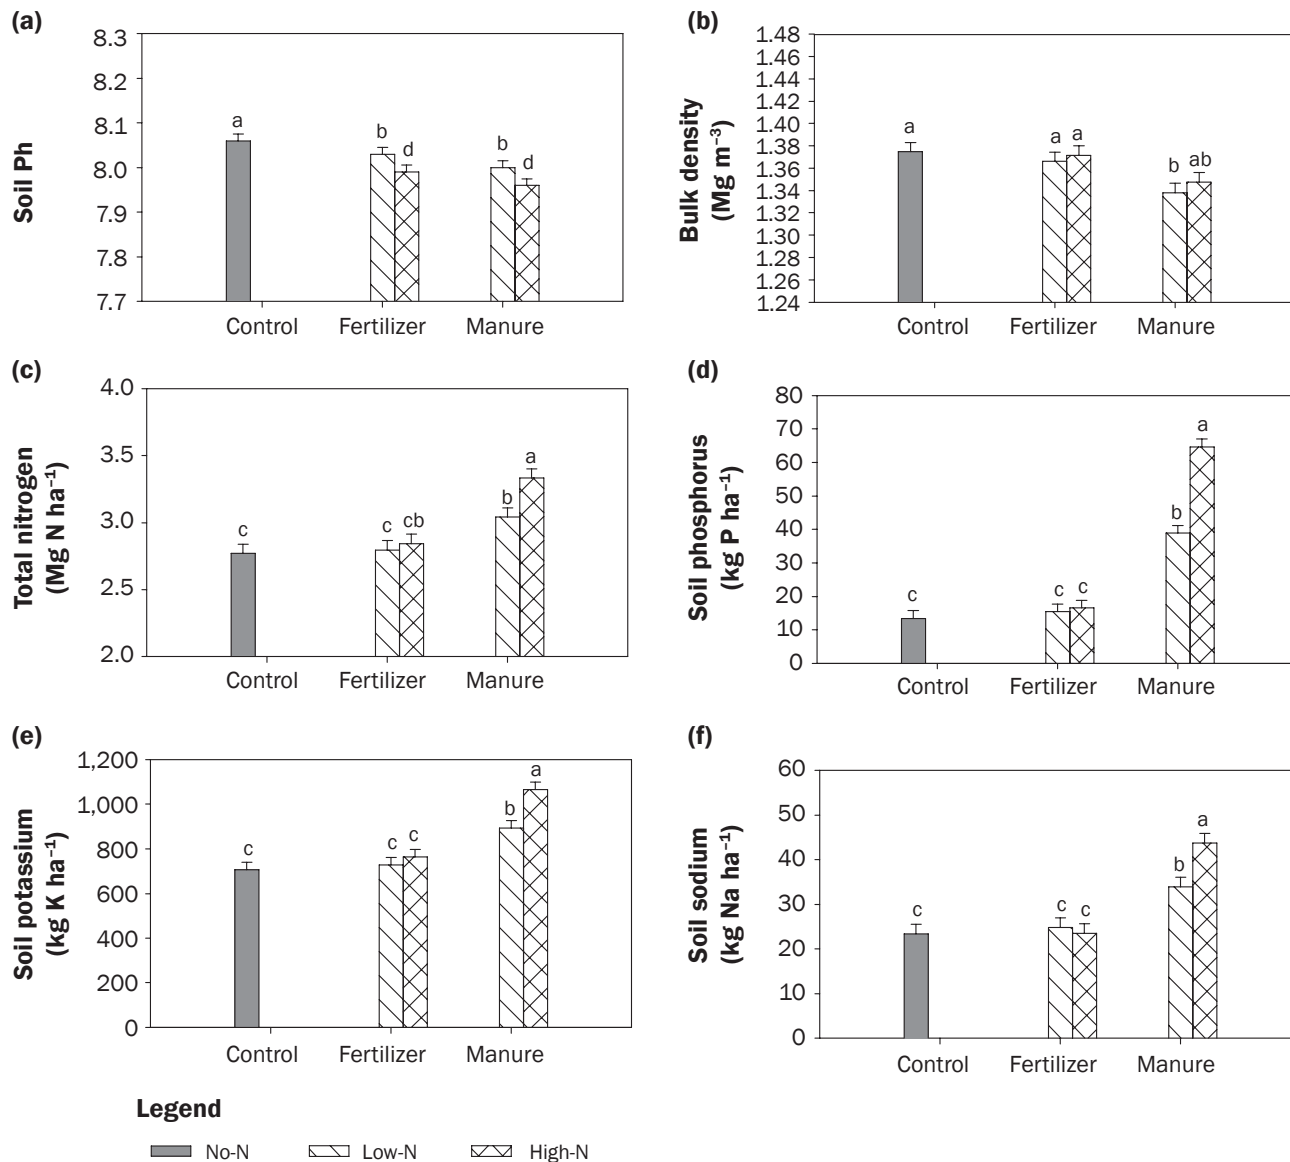 (a)
8.3
8.2
8.1
8.0
7.9
7.8
7.7
Soil Ph
a
b
d
b
d
Control
Fertilizer
Manure
(b)
1.48
1.46
1.44
1.42
1.40
1.38
1.36
1.34
1.32
1.30
1.28
1.26
1.24
Bulk density
(Mg m⁻³)
a
a
a
b
ab
Control
Fertilizer
Manure
(c)
4.0
3.5
3.0
2.5
2.0
Total nitrogen
(Mg N ha⁻¹)
c
c
cb
b
a
Control
Fertilizer
Manure
(d)
80
70
60
50
40
30
20
10
0
Soil phosphorus
(kg P ha⁻¹)
c
c
c
b
a
Control
Fertilizer
Manure
(e)
1,200
1,000
800
600
400
200
0
Soil potassium
(kg K ha⁻¹)
c
c
c
b
a
Control
Fertilizer
Manure
(f)
60
50
40
30
20
10
0
Soil sodium
(kg Na ha⁻¹)
c
c
c
b
a
Control
Fertilizer
Manure
Legend
No-N
Low-N
High-N